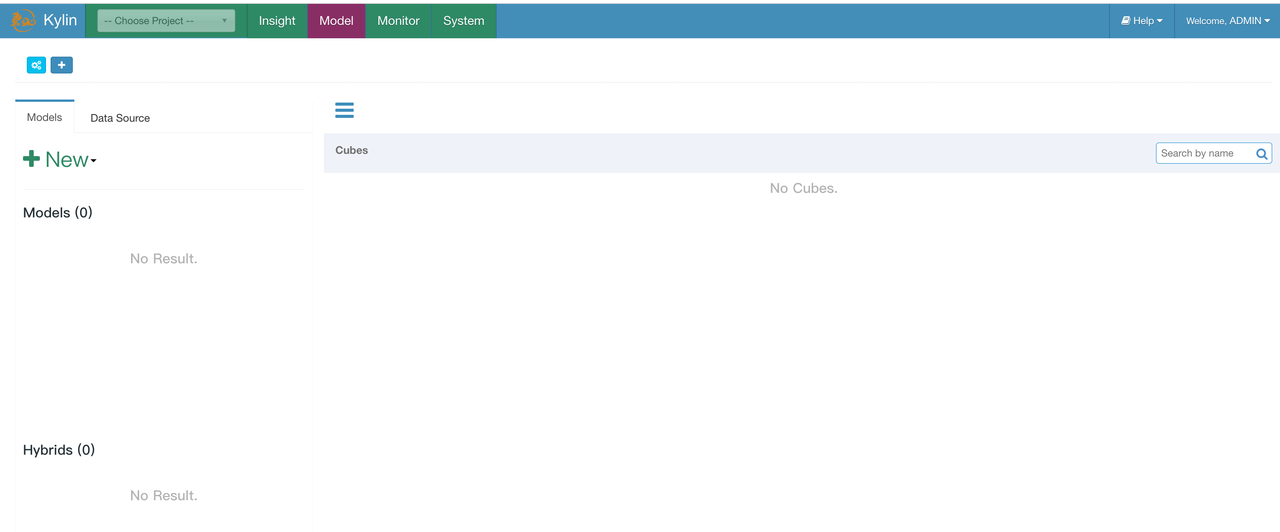 Kylin
-- Choose Project --
Insight
Model
Monitor
System
Help
Welcome, ADMIN
Models
Data Source
New
Models (0)
No Result.
Hybrids (0)
No Result.
Cubes
Search by name
No Cubes.